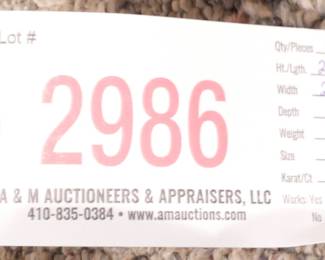 Lot #
2986
A & M AUCTIONEERS & APPRAISERS, LLC
410-835-0384 • www.amauctions.com
Qty/Pieces
Ht./Lgth.
Width
Depth
Weight
Size
Karat/Ct
Works: Yes
No